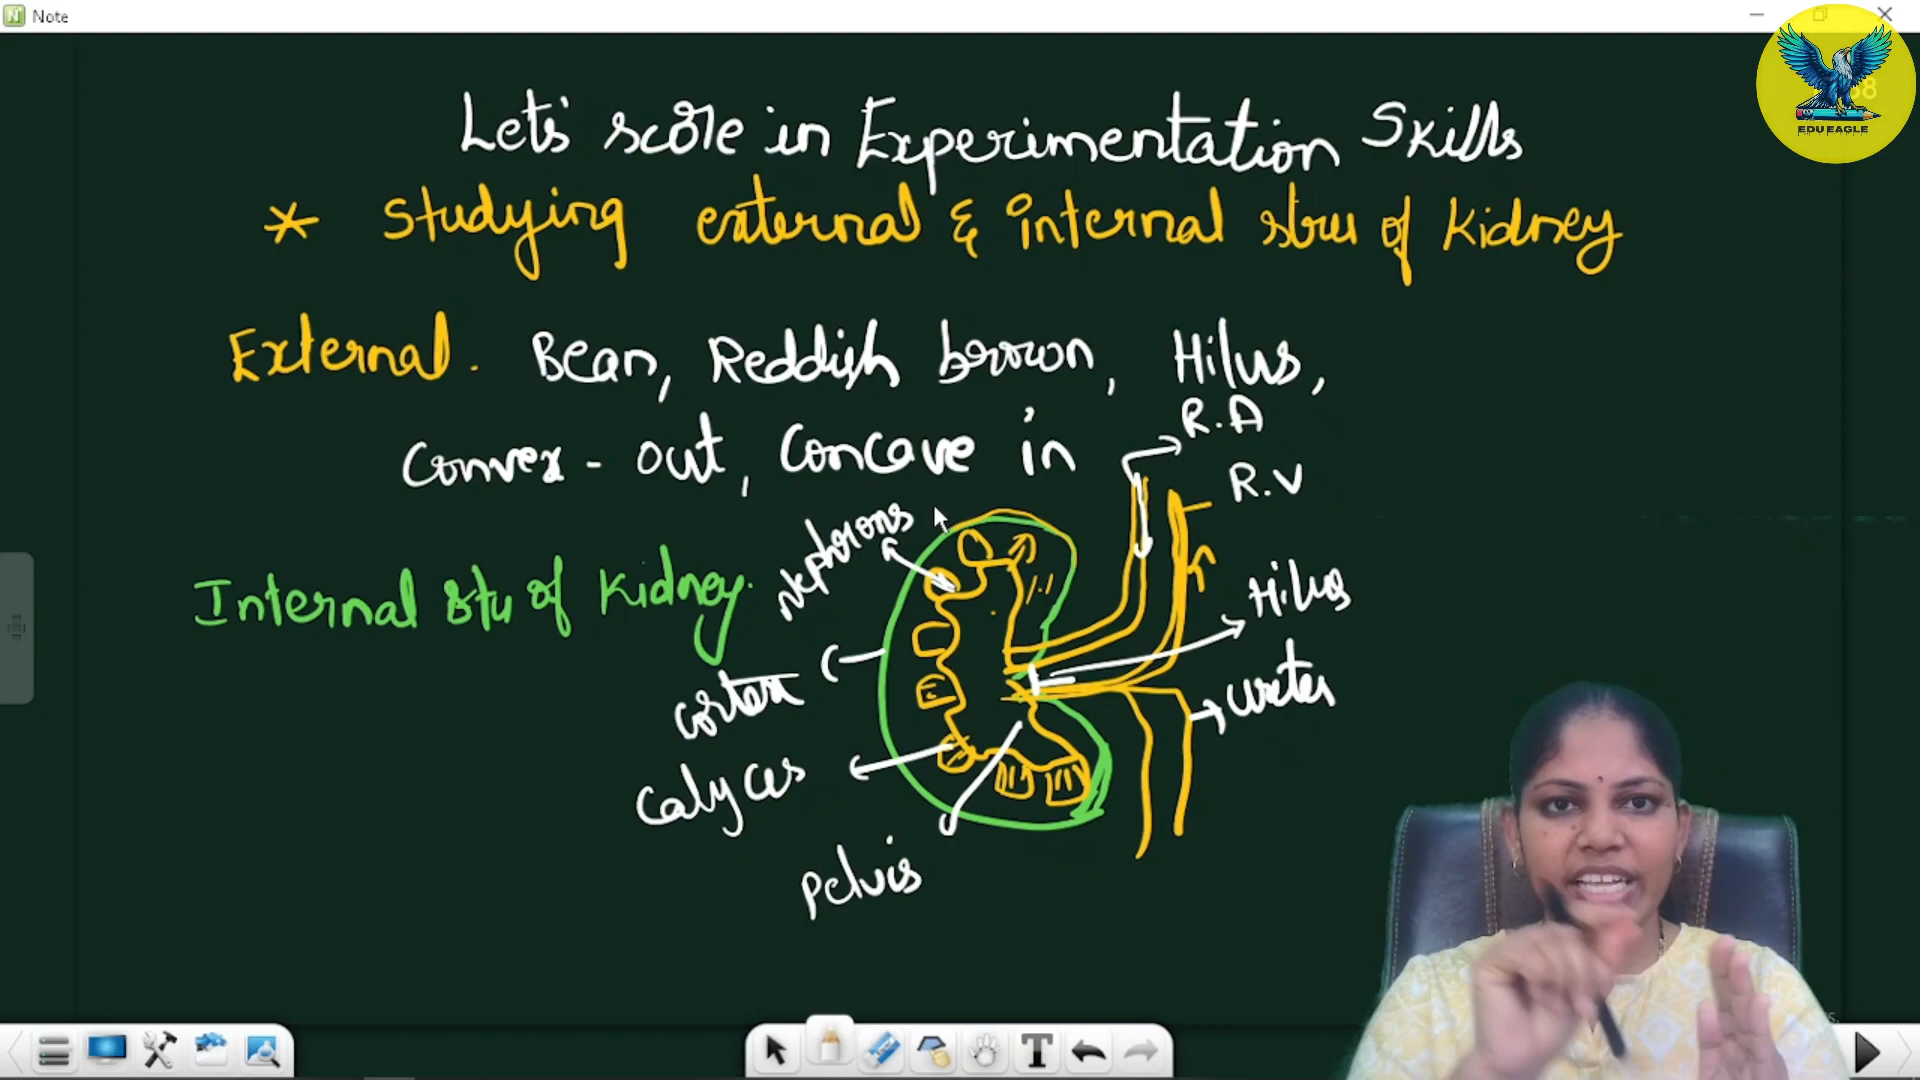 Note
EDU EAGLE
Let's score in Experimentation Skills
* Studying external & internal stru of Kidney
External. Bean, Reddish brown, Hilus,
Convex - out, Concave in
R.A
R.V
Nephrons
Internal stu of Kidney.
Hilus
Cortex
Calyces
Pelvis
T